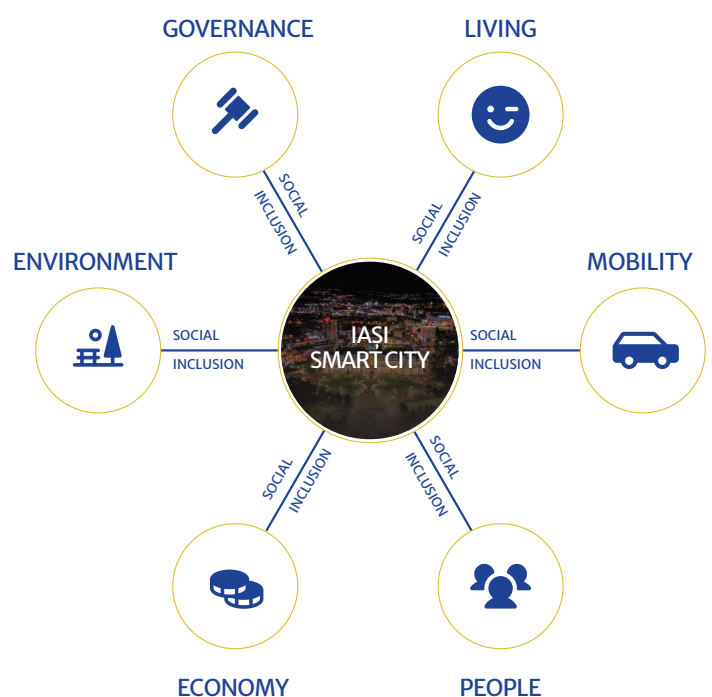 GOVERNANCE
LIVING
SOCIAL
INCLUSION
SOCIAL
INCLUSION
ENVIRONMENT
MOBILITY
SOCIAL
INCLUSION
IAȘI
SMART CITY
SOCIAL
INCLUSION
SOCIAL
INCLUSION
SOCIAL
INCLUSION
ECONOMY
PEOPLE